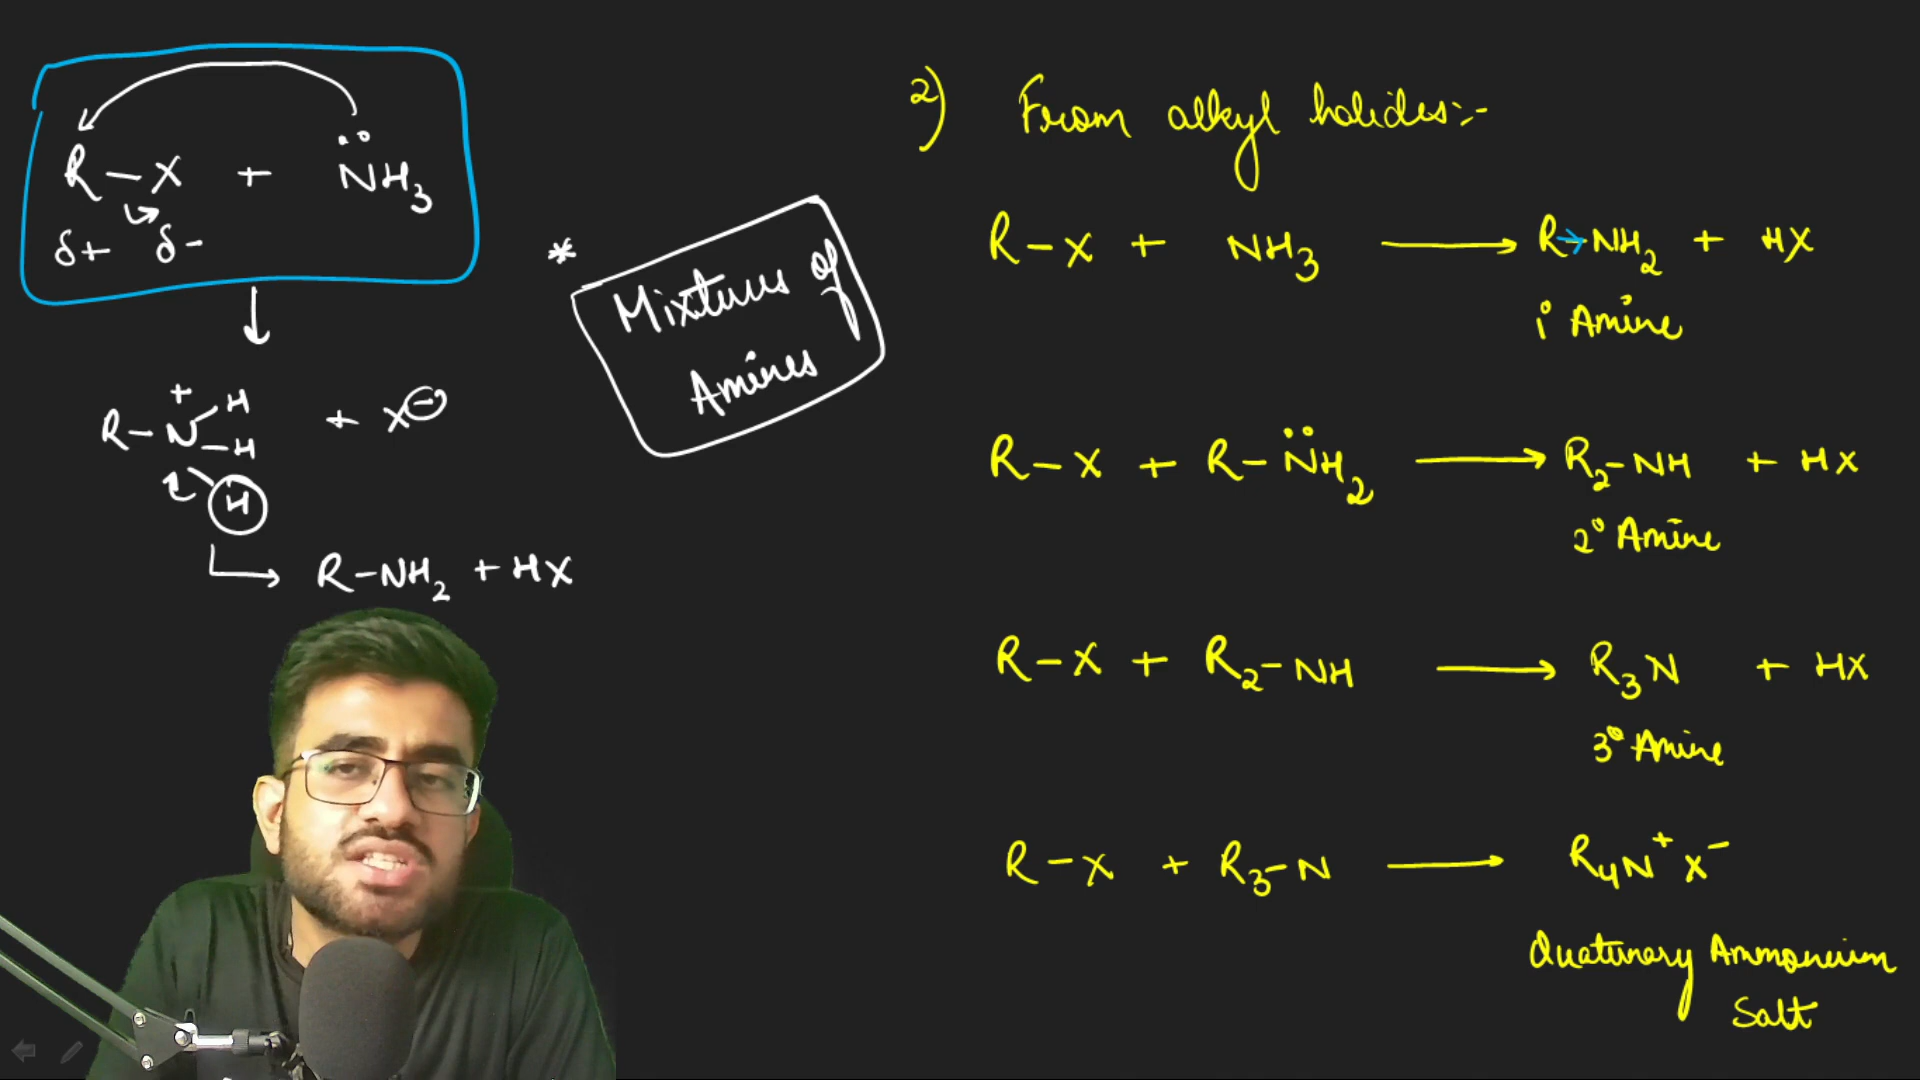 R–X + N̈H₃
δ+ δ-
R–N⁺–H + X⊖
–H
H
R–NH₂ + HX
*
Mixtures of
Amines
2) From alkyl halides:-
R–X + NH₃ ⟶ R–NH₂ + HX
1° Amine
R–X + R–N̈H₂ ⟶ R₂–NH + HX
2° Amine
R–X + R₂–NH ⟶ R₃N + HX
3° Amine
R–X + R₃–N ⟶ R₄N⁺X⁻
Quaternary Ammonium
Salt